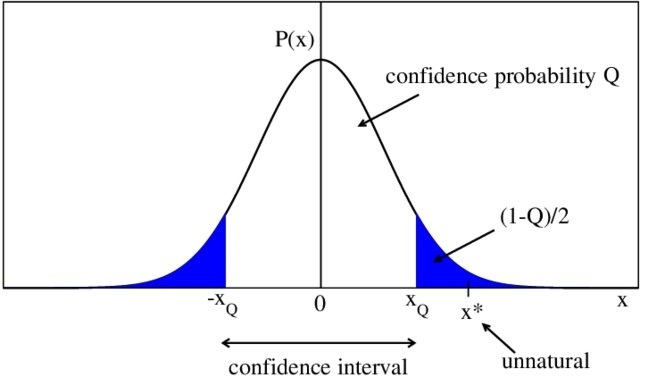 P(x)
confidence probability Q
(1-Q)/2
-x_Q
0
x_Q
x*
x
confidence interval
unnatural